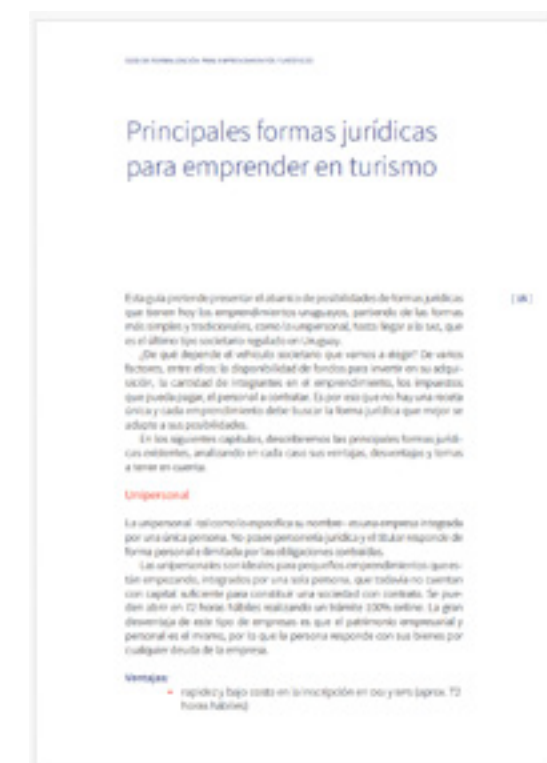 GUÍA DE FORMALIZACIÓN PARA EMPRENDIMIENTOS TURÍSTICOS
Principales formas jurídicas
para emprender en turismo
Esta guía pretende presentar el abanico de posibilidades de formas jurídicas
que tienen hoy los emprendimientos uruguayos, partiendo de las formas
más simples y tradicionales, como la unipersonal, hasta llegar a la SAS, que
es el último tipo societario regulado en Uruguay.
¿De qué depende el vehículo societario que vamos a elegir? De varios
factores, entre ellos: la disponibilidad de fondos para invertir en su adqui-
sición, la cantidad de integrantes en el emprendimiento, los impuestos
que pueda pagar, el personal a contratar. Es por eso que no hay una receta
única y cada emprendimiento debe buscar la forma jurídica que mejor se
adapte a sus posibilidades.
En los siguientes capítulos, describiremos las principales formas jurídi-
cas existentes, analizando en cada caso sus ventajas, desventajas y temas
a tener en cuenta.
Unipersonal
La unipersonal -así como lo especifica su nombre- es una empresa integrada
por una única persona. No posee personería jurídica y el titular responde de
forma personal e ilimitada por las obligaciones contraídas.
Las unipersonales son ideales para pequeños emprendimientos que es-
tán empezando, integrados por una sola persona, que todavía no cuentan
con capital suficiente para constituir una sociedad con contrato. Se pue-
den abrir en 72 horas hábiles realizando un trámite 100% online. La gran
desventaja de este tipo de empresas es que el patrimonio empresarial y
personal es el mismo, por lo que la persona responde con sus bienes por
cualquier deuda de la empresa.
Ventajas:
• rapidez y bajo costo en la inscripción en DGI y BPS (aprox. 72
horas hábiles)